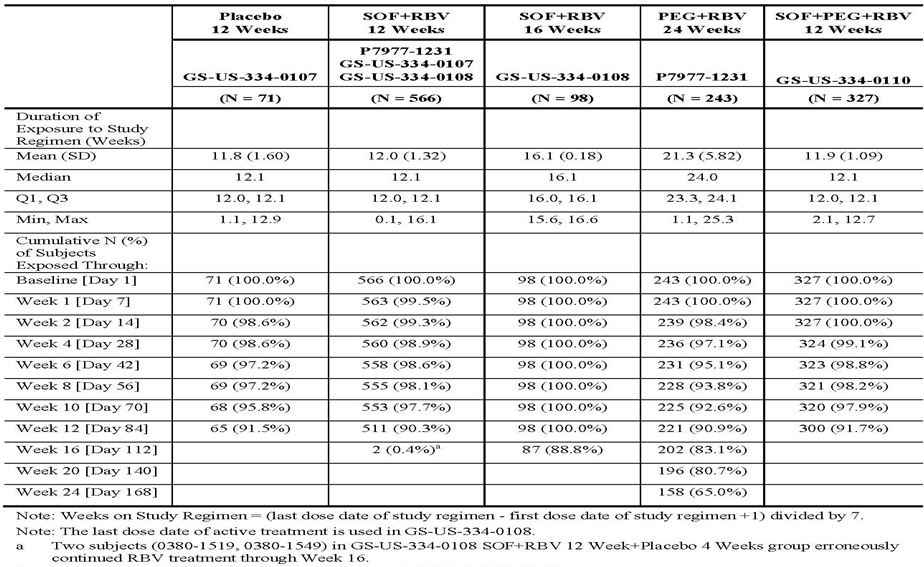 Placebo 12 Weeks | SOF+RBV 12 Weeks | SOF+RBV 16 Weeks | PEG+RBV 24 Weeks | SOF+PEG+RBV 12 Weeks
GS-US-334-0107 | P7977-1231 GS-US-334-0107 GS-US-334-0108 | GS-US-334-0108 | P7977-1231 | GS-US-334-0110
(N = 71) | (N = 566) | (N = 98) | (N = 243) | (N = 327)
Duration of
Exposure to Study
Regimen (Weeks)
Mean (SD) | 11.8 (1.60) | 12.0 (1.32) | 16.1 (0.18) | 21.3 (5.82) | 11.9 (1.09)
Median | 12.1 | 12.1 | 16.1 | 24.0 | 12.1
Q1, Q3 | 12.0, 12.1 | 12.0, 12.1 | 16.0, 16.1 | 23.3, 24.1 | 12.0, 12.1
Min, Max | 1.1, 12.9 | 0.1, 16.1 | 15.6, 16.6 | 1.1, 25.3 | 2.1, 12.7
Cumulative N (%)
of Subjects
Exposed Through:
Baseline [Day 1] | 71 (100.0%) | 566 (100.0%) | 98 (100.0%) | 243 (100.0%) | 327 (100.0%)
Week 1 [Day 7] | 71 (100.0%) | 563 (99.5%) | 98 (100.0%) | 243 (100.0%) | 327 (100.0%)
Week 2 [Day 14] | 70 (98.6%) | 562 (99.3%) | 98 (100.0%) | 239 (98.4%) | 327 (100.0%)
Week 4 [Day 28] | 70 (98.6%) | 560 (98.9%) | 98 (100.0%) | 236 (97.1%) | 324 (99.1%)
Week 6 [Day 42] | 69 (97.2%) | 558 (98.6%) | 98 (100.0%) | 231 (95.1%) | 323 (98.8%)
Week 8 [Day 56] | 69 (97.2%) | 555 (98.1%) | 98 (100.0%) | 228 (93.8%) | 321 (98.2%)
Week 10 [Day 70] | 68 (95.8%) | 553 (97.7%) | 98 (100.0%) | 225 (92.6%) | 320 (97.9%)
Week 12 [Day 84] | 65 (91.5%) | 511 (90.3%) | 98 (100.0%) | 221 (90.9%) | 300 (91.7%)
Week 16 [Day 112] | 2 (0.4%)a | 87 (88.8%) | 202 (83.1%)
Week 20 [Day 140] | 196 (80.7%)
Week 24 [Day 168] | 158 (65.0%)
Note: Weeks on Study Regimen = (last dose date of study regimen - first dose date of study regimen +1) divided by 7.
Note: The last dose date of active treatment is used in GS-US-334-0108.
a Two subjects (0380-1519, 0380-1549) in GS-US-334-0108 SOF+RBV 12 Week+Placebo 4 Weeks group erroneously
continued RBV treatment through Week 16.